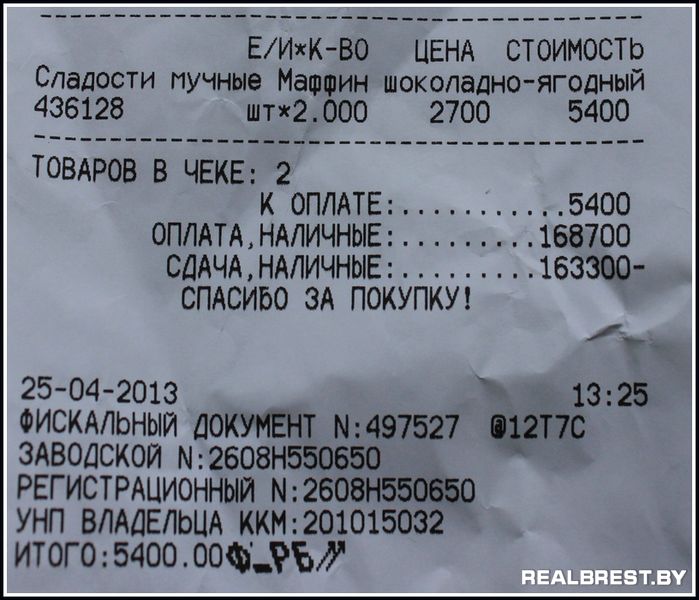 Е/И*К-ВО ЦЕНА СТОИМОСТЬ
Сладости мучные Маффин шоколадно-ягодный
436128 шт*2.000 2700 5400
ТОВАРОВ В ЧЕКЕ: 2
К ОПЛАТЕ:............5400
ОПЛАТА,НАЛИЧНЫЕ:..........168700
СДАЧА,НАЛИЧНЫЕ:..........163300-
СПАСИБО ЗА ПОКУПКУ!
25-04-2013 13:25
ФИСКАЛЬНЫЙ ДОКУМЕНТ N:497527 @12T7C
ЗАВОДСКОЙ N:2608H550650
РЕГИСТРАЦИОННЫЙ N:2608H550650
УНП ВЛАДЕЛЬЦА ККМ:201015032
ИТОГО:5400.00 Ф_РБ
REALBREST.BY